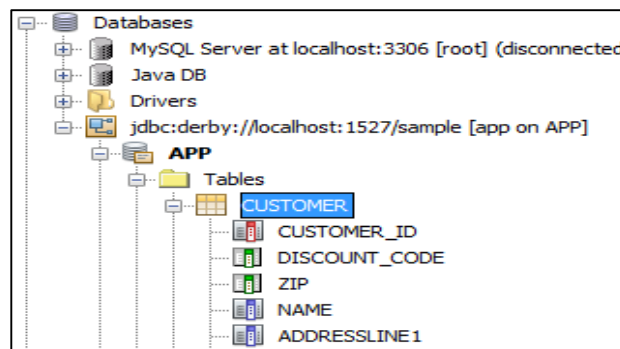 Databases
MySQL Server at localhost:3306 [root] (disconnected
Java DB
Drivers
jdbc:derby://localhost:1527/sample [app on APP]
APP
Tables
CUSTOMER
CUSTOMER_ID
DISCOUNT_CODE
ZIP
NAME
ADDRESSLINE1